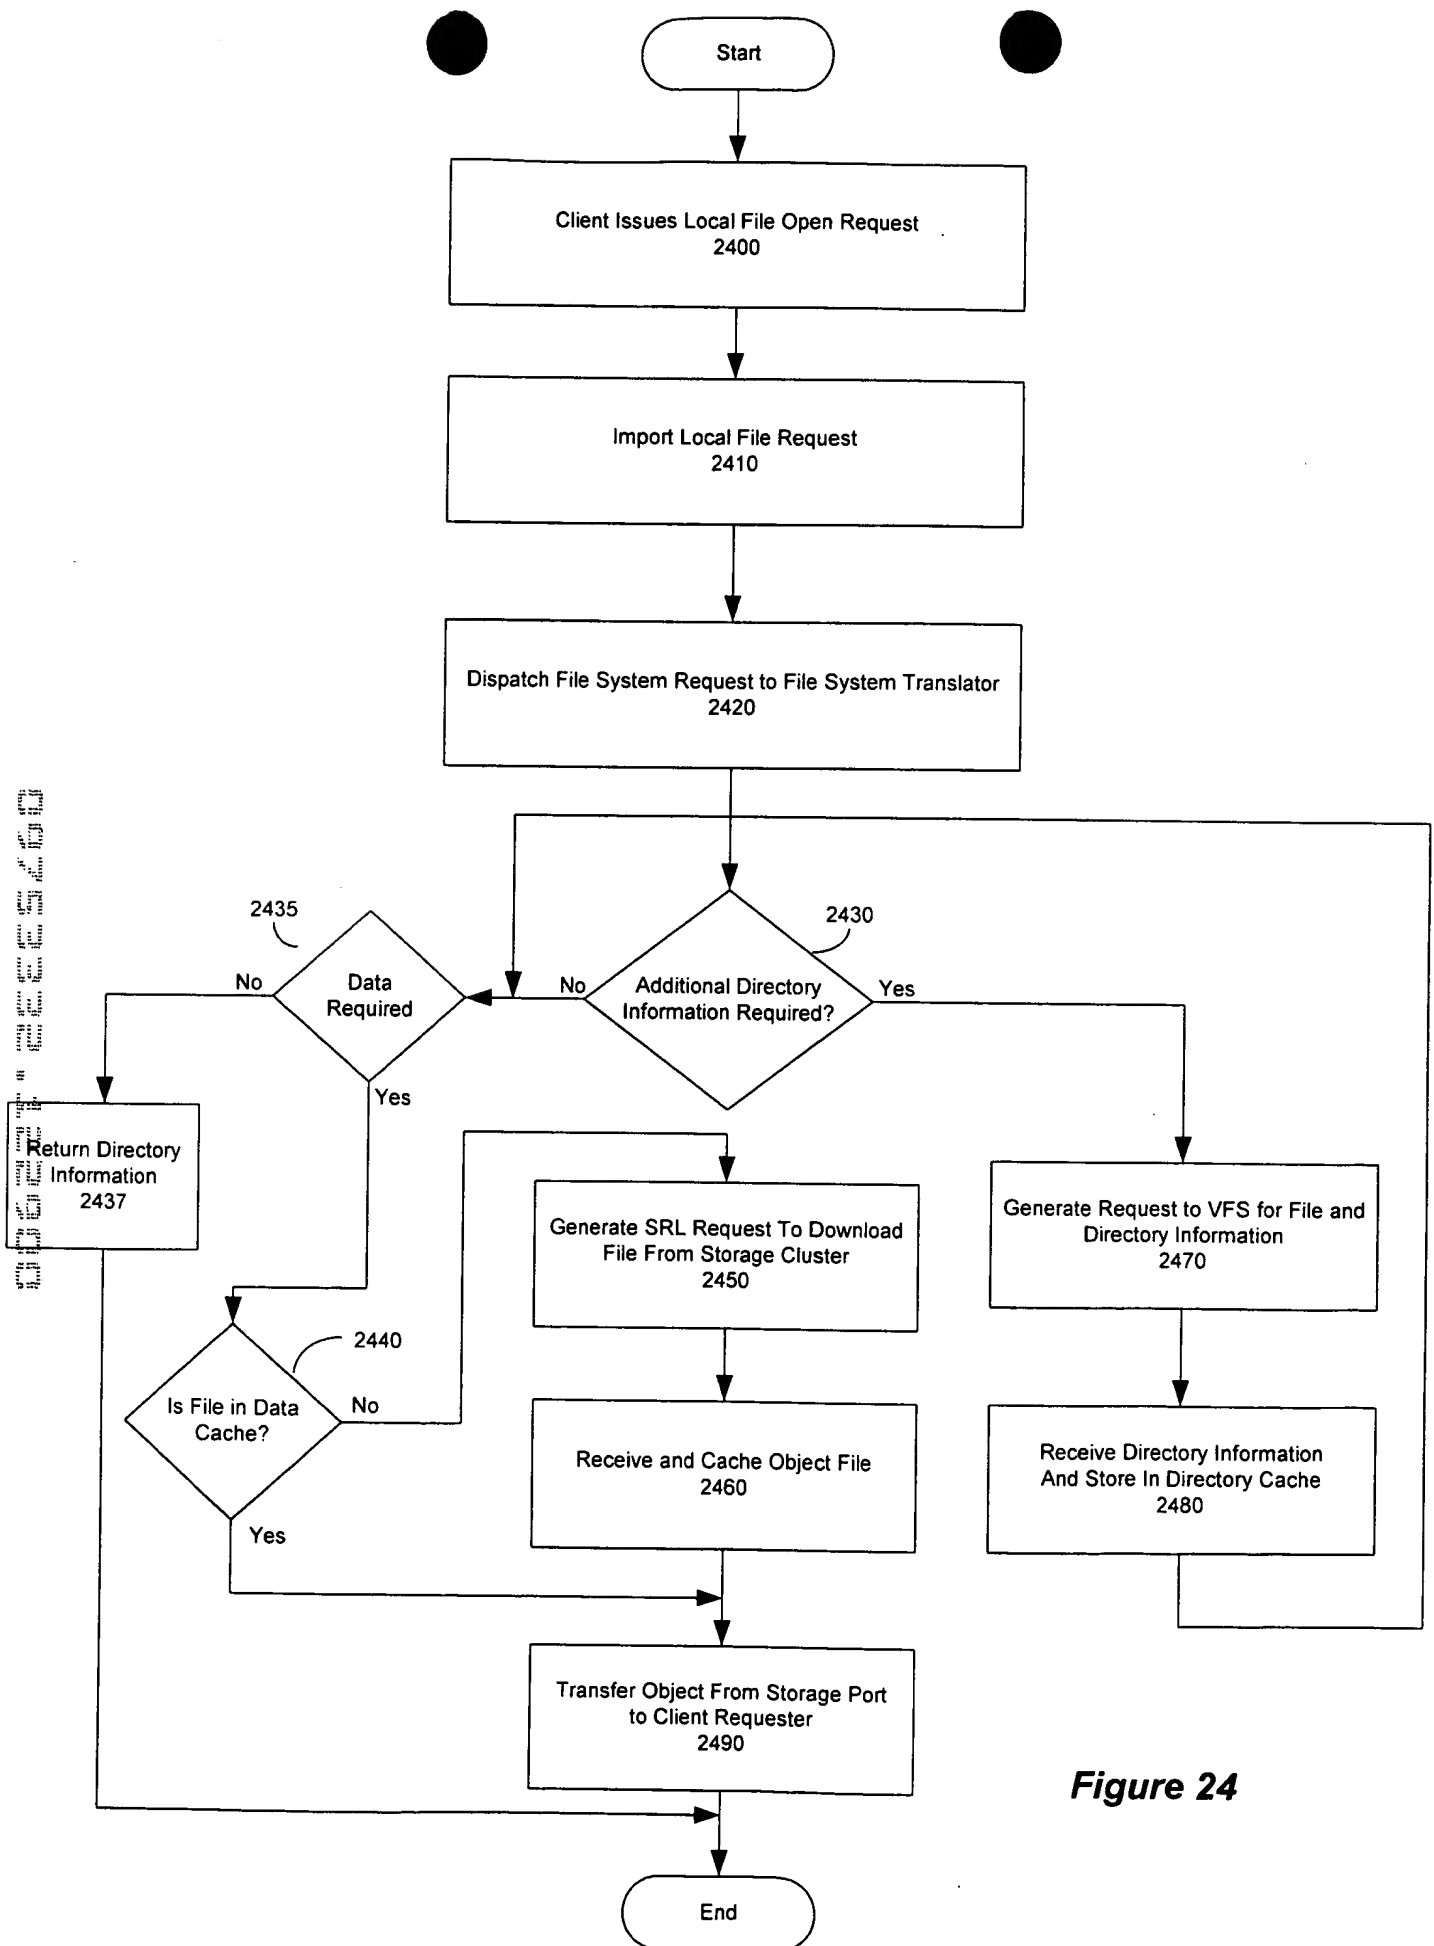 Start
Client Issues Local File Open Request
2400
Import Local File Request
2410
Dispatch File System Request to File System Translator
2420
2435
2430
Data
Required
No
Yes
Additional Directory
Information Required?
No
Yes
Return Directory
Information
2437
Generate SRL Request To Download
File From Storage Cluster
2450
Generate Request to VFS for File and
Directory Information
2470
2440
Is File in Data
Cache?
No
Yes
Receive and Cache Object File
2460
Receive Directory Information
And Store In Directory Cache
2480
Transfer Object From Storage Port
to Client Requester
2490
Figure 24
End